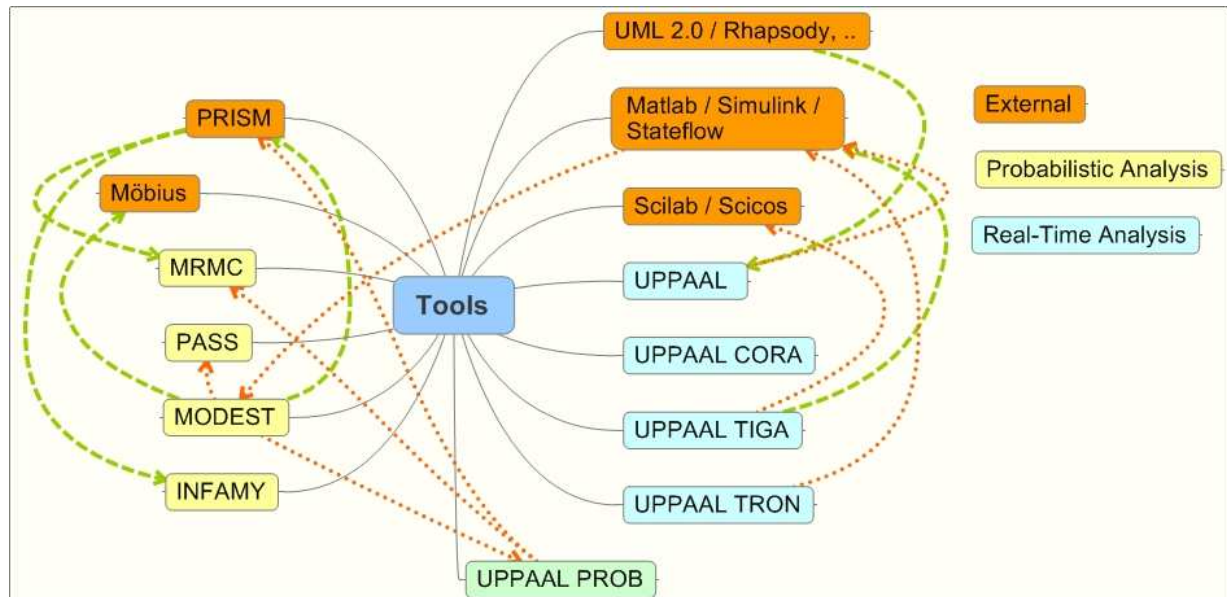 UML 2.0 / Rhapsody, ..
PRISM
Matlab / Simulink /
Stateflow
External
Möbius
Probabilistic Analysis
Scilab / Scicos
Real-Time Analysis
MRMC
UPPAAL
Tools
PASS
UPPAAL CORA
MODEST
UPPAAL TIGA
INFAMY
UPPAAL TRON
UPPAAL PROB